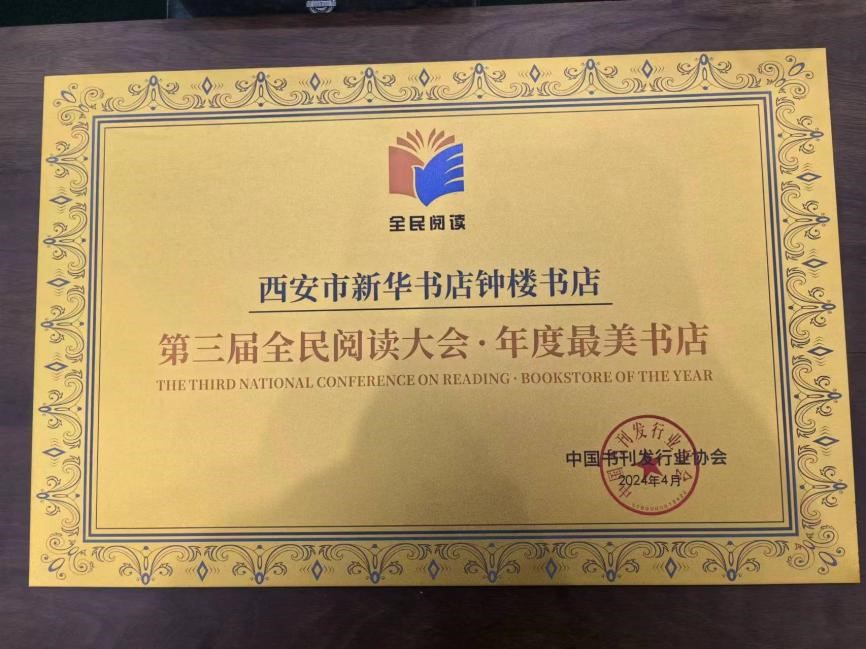 全民阅读
西安市新华书店钟楼书店
第三届全民阅读大会·年度最美书店
THE THIRD NATIONAL CONFERENCE ON READING · BOOKSTORE OF THE YEAR
中国书刊发行业协会
2024年4月